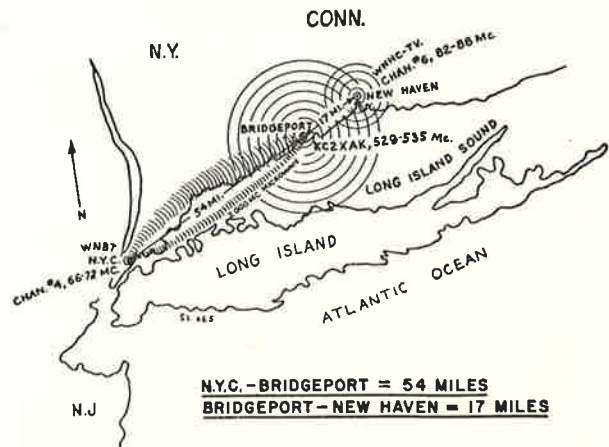 CONN.
N.Y.
WNHC-TV.
CHAN.#6, 82-88 Mc.
NEW HAVEN
17 MI.
BRIDGEPORT
KC2XAK, 529-535 Mc.
LONG ISLAND SOUND
54 MI.
N
WNBT
N.Y.C.
CHAN.#4, 66-72 MC.
LONG ISLAND
ATLANTIC OCEAN
N.J
N.Y.C.-BRIDGEPORT = 54 MILES
BRIDGEPORT-NEW HAVEN = 17 MILES